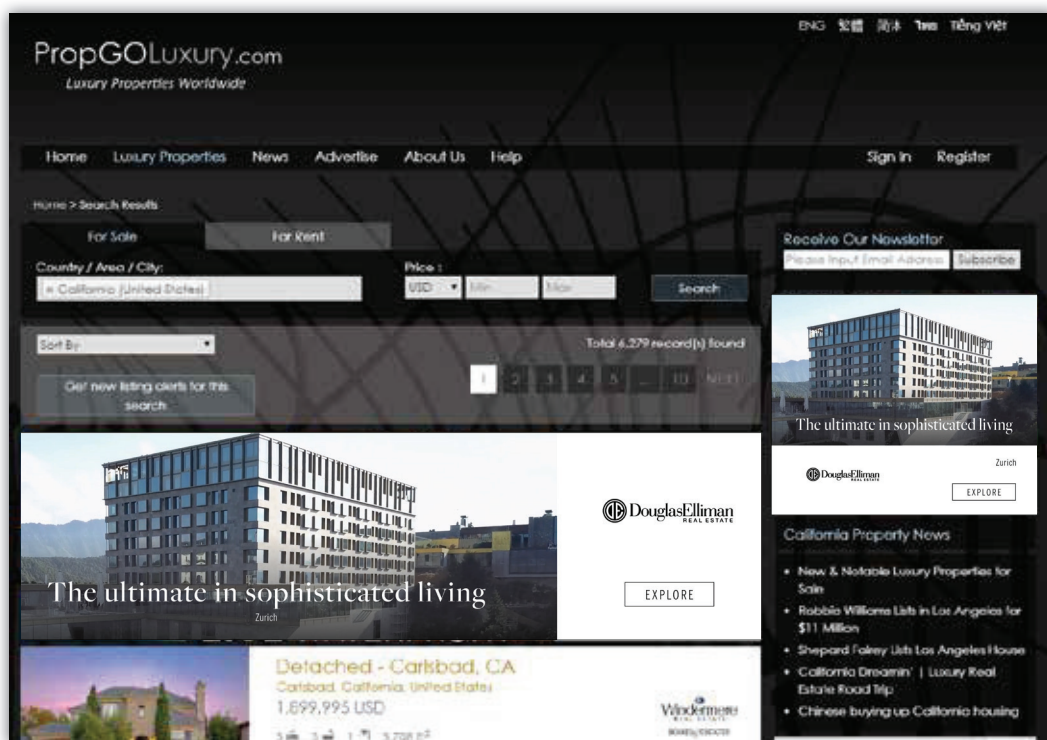 ENG 繁體 简体 ไทย Tiếng Việt
PropGOLuxury.com
Luxury Properties Worldwide
Home Luxury Properties News Advertise About Us Help Sign In Register
Home > Search Results
For Sale For Rent
Country / Area / City:
California (United States)
Price :
USD Min Max Search
Sort By
Total 6,279 record(s) found
Get new listing alerts for this
search
1 2 3 4 5 ... 10 NEXT
The ultimate in sophisticated living
Zurich
DouglasElliman
REAL ESTATE
EXPLORE
Detached - Carlsbad, CA
Carlsbad, California, United States
1,899,995 USD
Windermere
REAL ESTATE
Receive Our Newsletter
Please Input Email Address Subscribe
The ultimate in sophisticated living
DouglasElliman
REAL ESTATE
Zurich
EXPLORE
California Property News
• New & Notable Luxury Properties for
Sale
• Robbie Williams Lists in Los Angeles for
$11 Million
• Shepard Fairey Lists Los Angeles House
• California Dreamin' | Luxury Real
Estate Road Trip
• Chinese buying up California housing